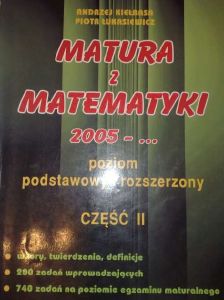 ANDRZEJ KIEŁBASA
PIOTR ŁUKASIEWICZ
MATURA
Z
MATEMATYKI
2005 - ...
poziom
podstawowy i rozszerzony
CZĘŚĆ II
wzory, twierdzenia, definicje
290 zadań wprowadzających
740 zadań na poziomie egzaminu maturalnego